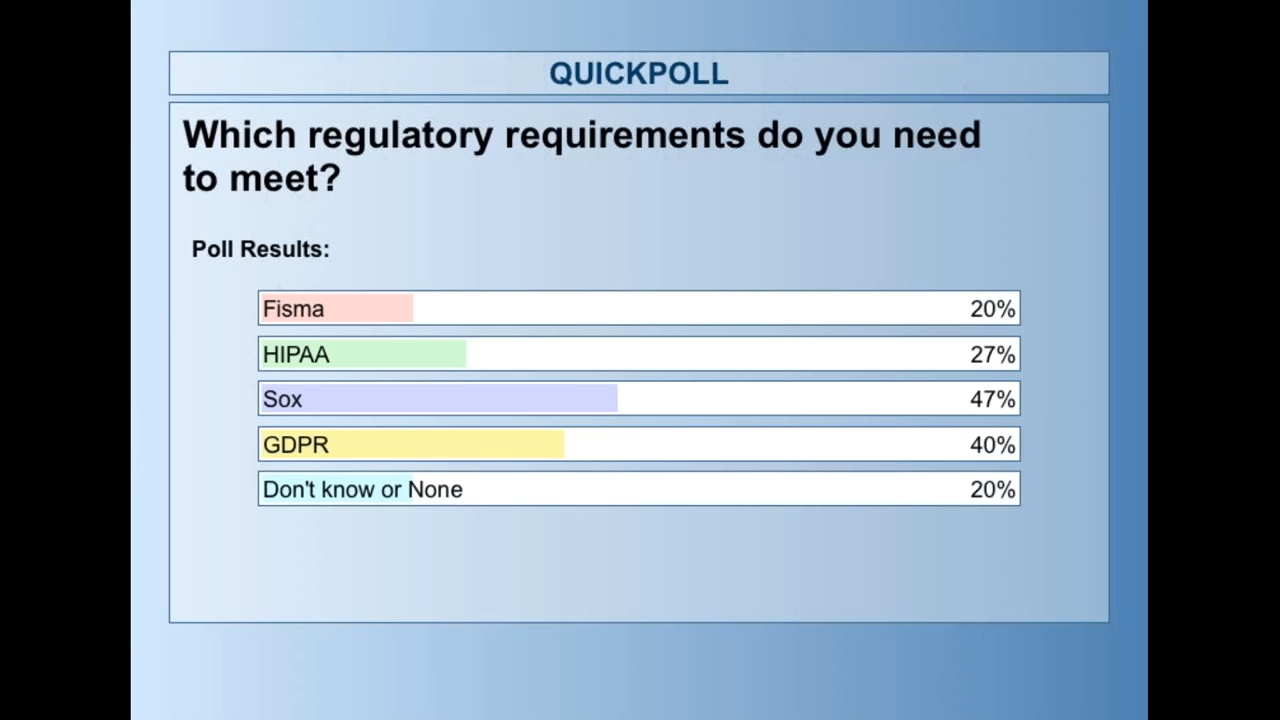 QUICKPOLL
Which regulatory requirements do you need
to meet?
Poll Results:
Fisma 20%
HIPAA 27%
Sox 47%
GDPR 40%
Don't know or None 20%